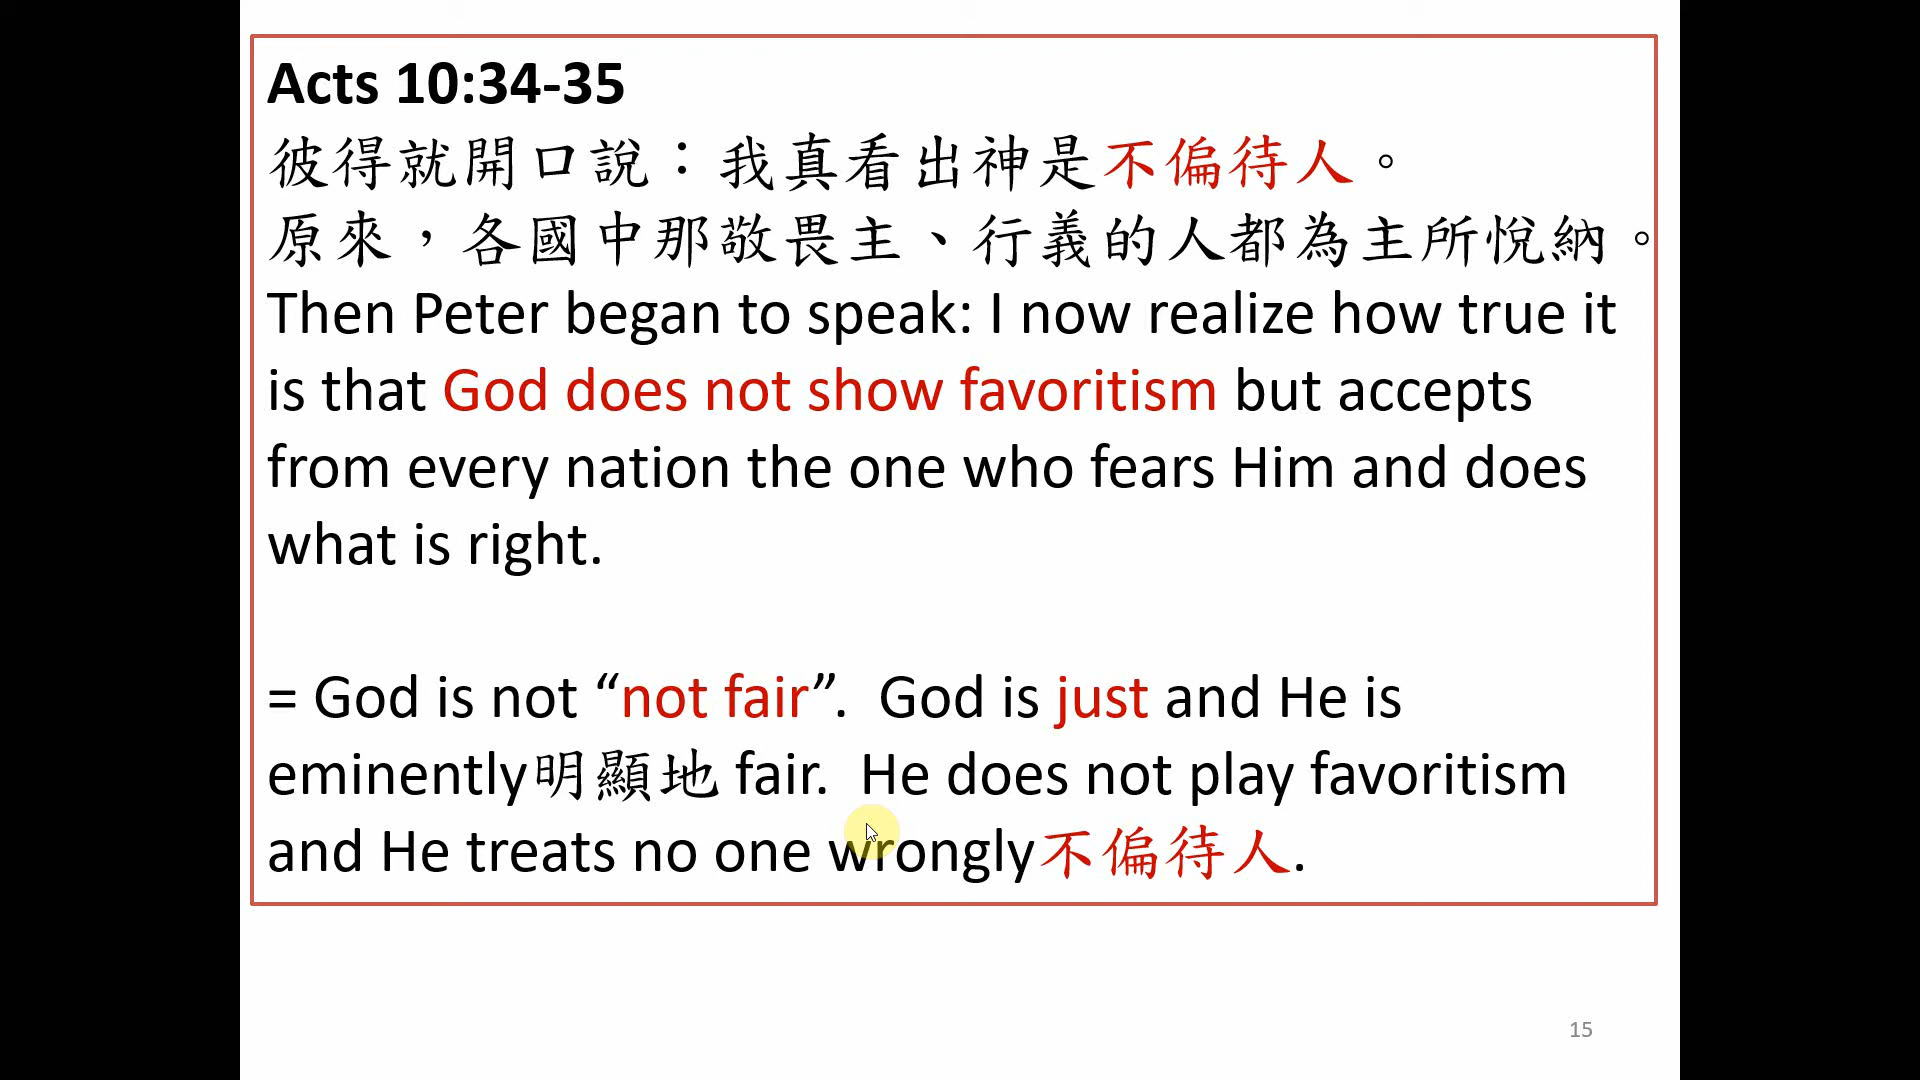 Acts 10:34-35
彼得就開口說：我真看出神是不偏待人。
原來，各國中那敬畏主、行義的人都為主所悅納。
Then Peter began to speak: I now realize how true it
is that God does not show favoritism but accepts
from every nation the one who fears Him and does
what is right.
= God is not “not fair”.  God is just and He is
eminently明顯地 fair.  He does not play favoritism
and He treats no one wrongly不偏待人.
15